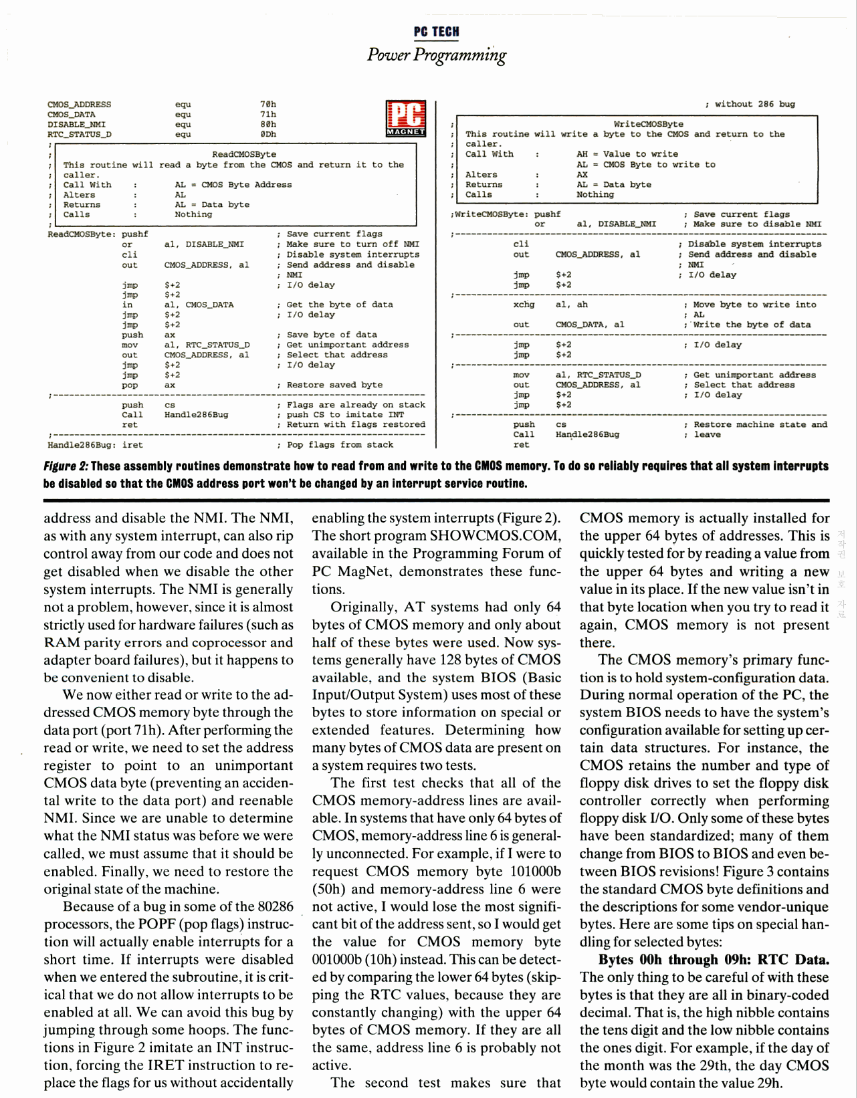 PC TECH
Power Programming
CMOS_ADDRESS equ 70h
CMOS_DATA equ 71h
DISABLE_NMI equ 80h
RTC_STATUS_D equ 0Dh
PC
MAGNET
;
; ReadCMOSByte
; This routine will read a byte from the CMOS and return it to the
; caller.
; Call With : AL = CMOS Byte Address
; Alters : AL
; Returns : AL = Data byte
; Calls : Nothing
;
ReadCMOSByte: pushf ; Save current flags
or al, DISABLE_NMI ; Make sure to turn off NMI
cli ; Disable system interrupts
out CMOS_ADDRESS, al ; Send address and disable
; NMI
jmp $+2 ; I/O delay
jmp $+2
in al, CMOS_DATA ; Get the byte of data
jmp $+2 ; I/O delay
jmp $+2
push ax ; Save byte of data
mov al, RTC_STATUS_D ; Get unimportant address
out CMOS_ADDRESS, al ; Select that address
jmp $+2 ; I/O delay
jmp $+2
pop ax ; Restore saved byte
;------------------------------------------------------------
push cs ; Flags are already on stack
Call Handle286Bug ; push CS to imitate INT
ret ; Return with flags restored
;------------------------------------------------------------
Handle286Bug: iret ; Pop flags from stack
; without 286 bug
; WriteCMOSByte
; This routine will write a byte to the CMOS and return to the
; caller.
; Call With : AH = Value to write
; AL = CMOS Byte to write to
; Alters : AX
; Returns : AL = Data byte
; Calls : Nothing
;WriteCMOSByte: pushf ; Save current flags
or al, DISABLE_NMI ; Make sure to disable NMI
;------------------------------------------------------------
cli ; Disable system interrupts
out CMOS_ADDRESS, al ; Send address and disable
; NMI
jmp $+2 ; I/O delay
jmp $+2
;------------------------------------------------------------
xchg al, ah ; Move byte to write into
; AL
out CMOS_DATA, al ; Write the byte of data
;------------------------------------------------------------
jmp $+2 ; I/O delay
jmp $+2
;------------------------------------------------------------
mov al, RTC_STATUS_D ; Get unimportant address
out CMOS_ADDRESS, al ; Select that address
jmp $+2 ; I/O delay
jmp $+2
;------------------------------------------------------------
push cs ; Restore machine state and
Call Handle286Bug ; leave
ret
Figure 2: These assembly routines demonstrate how to read from and write to the CMOS memory. To do so reliably requires that all system interrupts
be disabled so that the CMOS address port won't be changed by an interrupt service routine.
address and disable the NMI. The NMI,
as with any system interrupt, can also rip
control away from our code and does not
get disabled when we disable the other
system interrupts. The NMI is generally
not a problem, however, since it is almost
strictly used for hardware failures (such as
RAM parity errors and coprocessor and
adapter board failures), but it happens to
be convenient to disable.
We now either read or write to the ad-
dressed CMOS memory byte through the
data port (port 71h). After performing the
read or write, we need to set the address
register to point to an unimportant
CMOS data byte (preventing an acciden-
tal write to the data port) and reenable
NMI. Since we are unable to determine
what the NMI status was before we were
called, we must assume that it should be
enabled. Finally, we need to restore the
original state of the machine.
Because of a bug in some of the 80286
processors, the POPF (pop flags) instruc-
tion will actually enable interrupts for a
short time. If interrupts were disabled
when we entered the subroutine, it is crit-
ical that we do not allow interrupts to be
enabled at all. We can avoid this bug by
jumping through some hoops. The func-
tions in Figure 2 imitate an INT instruc-
tion, forcing the IRET instruction to re-
place the flags for us without accidentally
enabling the system interrupts (Figure 2).
The short program SHOWCMOS.COM,
available in the Programming Forum of
PC MagNet, demonstrates these func-
tions.
Originally, AT systems had only 64
bytes of CMOS memory and only about
half of these bytes were used. Now sys-
tems generally have 128 bytes of CMOS
available, and the system BIOS (Basic
Input/Output System) uses most of these
bytes to store information on special or
extended features. Determining how
many bytes of CMOS data are present on
a system requires two tests.
The first test checks that all of the
CMOS memory-address lines are avail-
able. In systems that have only 64 bytes of
CMOS, memory-address line 6 is general-
ly unconnected. For example, if I were to
request CMOS memory byte 101000b
(50h) and memory-address line 6 were
not active, I would lose the most signifi-
cant bit of the address sent, so I would get
the value for CMOS memory byte
001000b (10h) instead. This can be detect-
ed by comparing the lower 64 bytes (skip-
ping the RTC values, because they are
constantly changing) with the upper 64
bytes of CMOS memory. If they are all
the same, address line 6 is probably not
active.
The second test makes sure that
CMOS memory is actually installed for
the upper 64 bytes of addresses. This is
quickly tested for by reading a value from
the upper 64 bytes and writing a new
value in its place. If the new value isn't in
that byte location when you try to read it
again, CMOS memory is not present
there.
The CMOS memory's primary func-
tion is to hold system-configuration data.
During normal operation of the PC, the
system BIOS needs to have the system's
configuration available for setting up cer-
tain data structures. For instance, the
CMOS retains the number and type of
floppy disk drives to set the floppy disk
controller correctly when performing
floppy disk I/O. Only some of these bytes
have been standardized; many of them
change from BIOS to BIOS and even be-
tween BIOS revisions! Figure 3 contains
the standard CMOS byte definitions and
the descriptions for some vendor-unique
bytes. Here are some tips on special han-
dling for selected bytes:
Bytes 00h through 09h: RTC Data.
The only thing to be careful of with these
bytes is that they are all in binary-coded
decimal. That is, the high nibble contains
the tens digit and the low nibble contains
the ones digit. For example, if the day of
the month was the 29th, the day CMOS
byte would contain the value 29h.